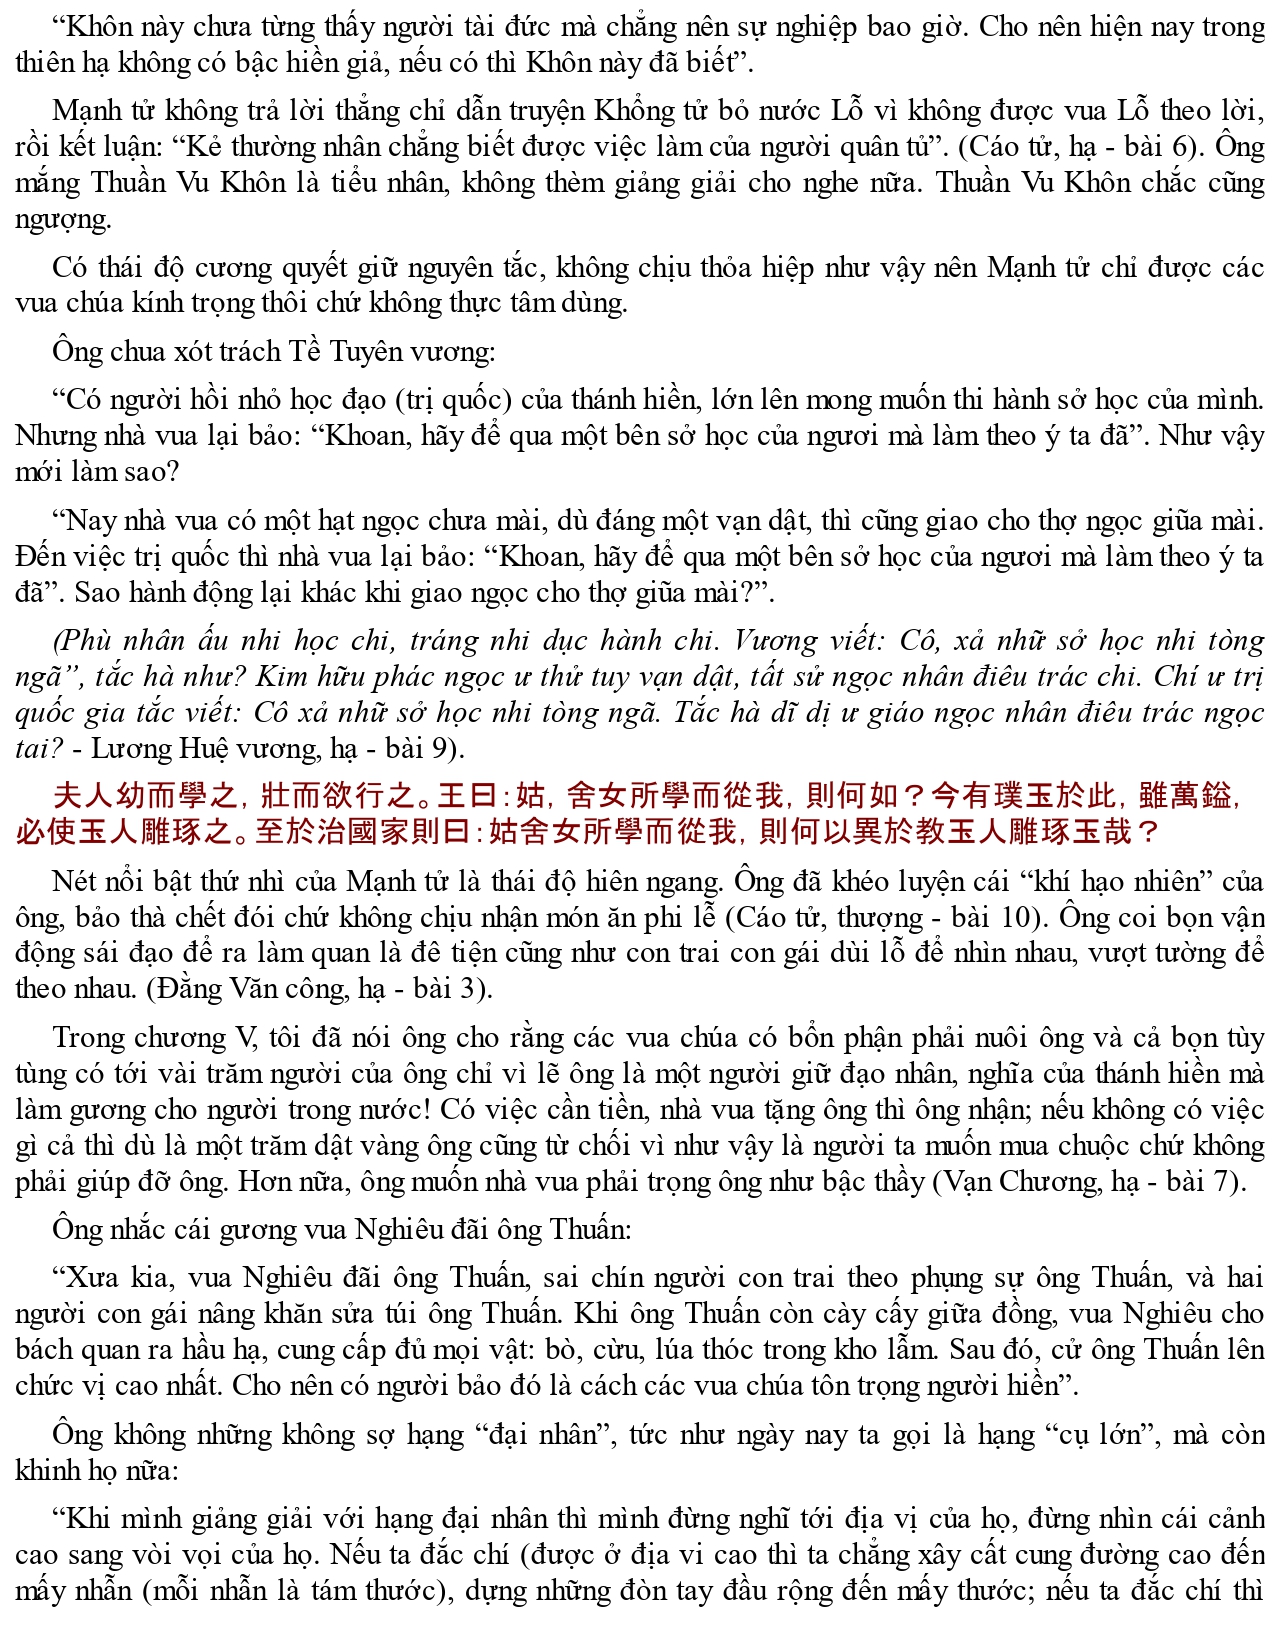 “Khôn này chưa từng thấy người tài đức mà chẳng nên sự nghiệp bao giờ. Cho nên hiện nay trong
thiên hạ không có bậc hiền giả, nếu có thì Khôn này đã biết”.
Mạnh tử không trả lời thẳng chỉ dẫn truyện Khổng tử bỏ nước Lỗ vì không được vua Lỗ theo lời,
rồi kết luận: “Kẻ thường nhân chẳng biết được việc làm của người quân tử”. (Cáo tử, hạ - bài 6). Ông
mắng Thuần Vu Khôn là tiểu nhân, không thèm giảng giải cho nghe nữa. Thuần Vu Khôn chắc cũng
ngượng.
Có thái độ cương quyết giữ nguyên tắc, không chịu thỏa hiệp như vậy nên Mạnh tử chỉ được các
vua chúa kính trọng thôi chứ không thực tâm dùng.
Ông chua xót trách Tề Tuyên vương:
“Có người hồi nhỏ học đạo (trị quốc) của thánh hiền, lớn lên mong muốn thi hành sở học của mình.
Nhưng nhà vua lại bảo: “Khoan, hãy để qua một bên sở học của ngươi mà làm theo ý ta đã”. Như vậy
mới làm sao?
“Nay nhà vua có một hạt ngọc chưa mài, dù đáng một vạn dật, thì cũng giao cho thợ ngọc giũa mài.
Đến việc trị quốc thì nhà vua lại bảo: “Khoan, hãy để qua một bên sở học của ngươi mà làm theo ý ta
đã”. Sao hành động lại khác khi giao ngọc cho thợ giũa mài?”.
(Phù nhân ấu nhi học chi, tráng nhi dục hành chi. Vương viết: Cô, xả nhữ sở học nhi tòng
ngã”, tắc hà như? Kim hữu phác ngọc ư thử tuy vạn dật, tất sử ngọc nhân điêu trác chi. Chí ư trị
quốc gia tắc viết: Cô xả nhữ sở học nhi tòng ngã. Tắc hà dĩ dị ư giáo ngọc nhân điêu trác ngọc
tai? - Lương Huệ vương, hạ - bài 9).
夫人幼而學之, 壯而欲行之。王曰:姑, 舍女所學而從我, 則何如？今有璞玉於此, 雖萬鎰,
必使玉人雕琢之。至於治國家則曰:姑舍女所學而從我, 則何以異於教玉人雕琢玉哉？
Nét nổi bật thứ nhì của Mạnh tử là thái độ hiên ngang. Ông đã khéo luyện cái “khí hạo nhiên” của
ông, bảo thà chết đói chứ không chịu nhận món ăn phi lễ (Cáo tử, thượng - bài 10). Ông coi bọn vận
động sái đạo để ra làm quan là đê tiện cũng như con trai con gái dùi lỗ để nhìn nhau, vượt tường để
theo nhau. (Đằng Văn công, hạ - bài 3).
Trong chương V, tôi đã nói ông cho rằng các vua chúa có bổn phận phải nuôi ông và cả bọn tùy
tùng có tới vài trăm người của ông chỉ vì lẽ ông là một người giữ đạo nhân, nghĩa của thánh hiền mà
làm gương cho người trong nước! Có việc cần tiền, nhà vua tặng ông thì ông nhận; nếu không có việc
gì cả thì dù là một trăm dật vàng ông cũng từ chối vì như vậy là người ta muốn mua chuộc chứ không
phải giúp đỡ ông. Hơn nữa, ông muốn nhà vua phải trọng ông như bậc thầy (Vạn Chương, hạ - bài 7).
Ông nhắc cái gương vua Nghiêu đãi ông Thuấn:
“Xưa kia, vua Nghiêu đãi ông Thuấn, sai chín người con trai theo phụng sự ông Thuấn, và hai
người con gái nâng khăn sửa túi ông Thuấn. Khi ông Thuấn còn cày cấy giữa đồng, vua Nghiêu cho
bách quan ra hầu hạ, cung cấp đủ mọi vật: bò, cừu, lúa thóc trong kho lẫm. Sau đó, cử ông Thuấn lên
chức vị cao nhất. Cho nên có người bảo đó là cách các vua chúa tôn trọng người hiền”.
Ông không những không sợ hạng “đại nhân”, tức như ngày nay ta gọi là hạng “cụ lớn”, mà còn
khinh họ nữa:
“Khi mình giảng giải với hạng đại nhân thì mình đừng nghĩ tới địa vị của họ, đừng nhìn cái cảnh
cao sang vòi vọi của họ. Nếu ta đắc chí (được ở địa vi cao thì ta chẳng xây cất cung đường cao đến
mấy nhẫn (mỗi nhẫn là tám thước), dựng những đòn tay đầu rộng đến mấy thước; nếu ta đắc chí thì